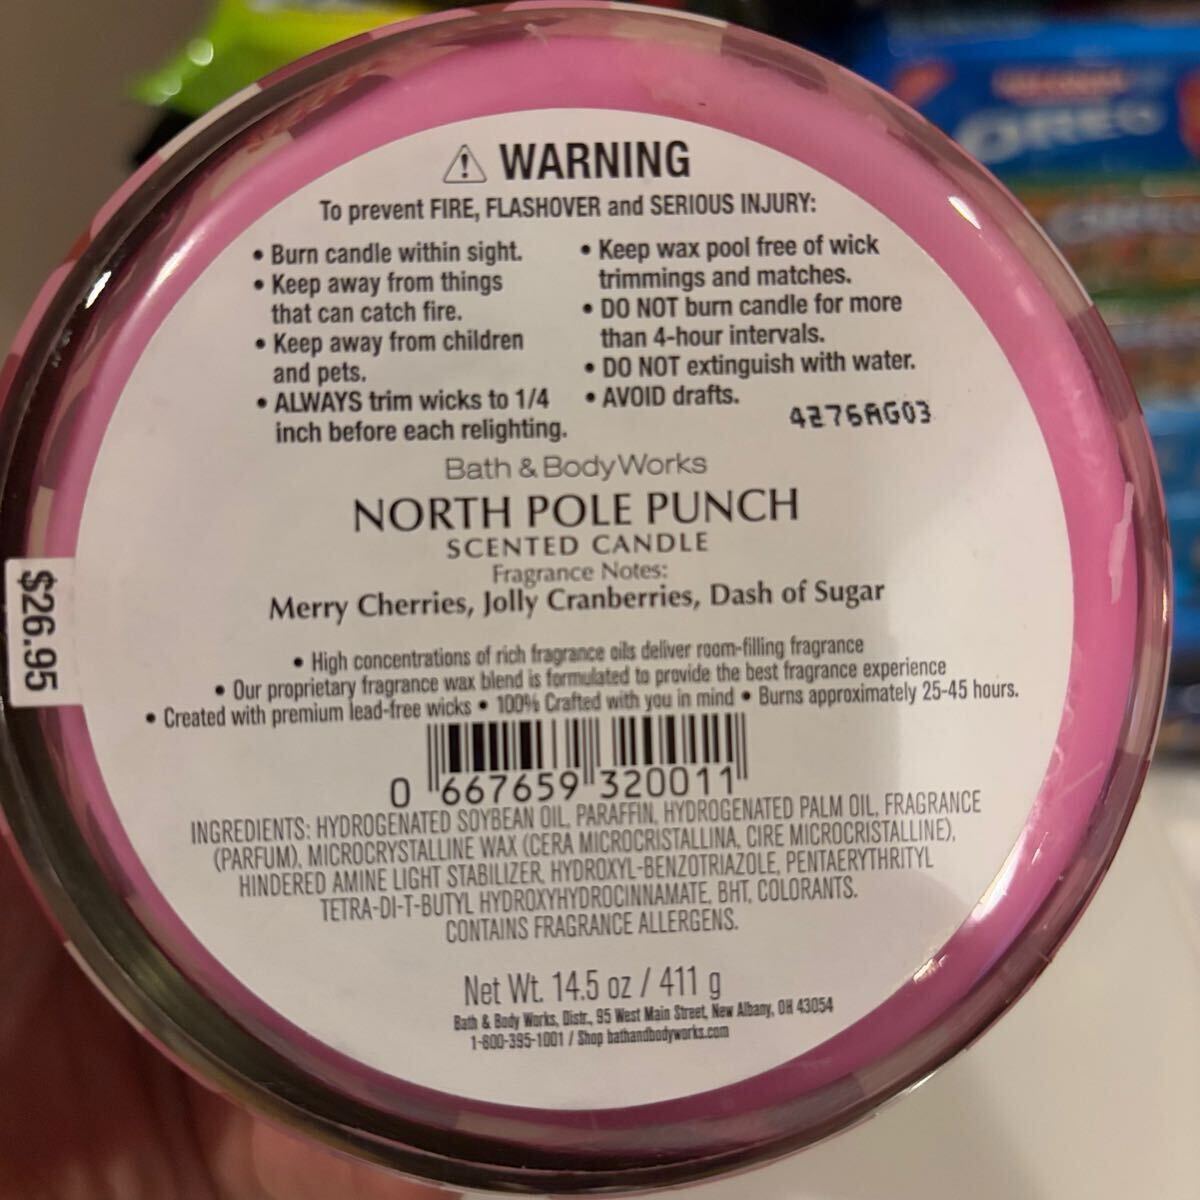 ⚠ WARNING
To prevent FIRE, FLASHOVER and SERIOUS INJURY:
• Burn candle within sight.
• Keep away from things
that can catch fire.
• Keep away from children
and pets.
• ALWAYS trim wicks to 1/4
inch before each relighting.
• Keep wax pool free of wick
trimmings and matches.
• DO NOT burn candle for more
than 4-hour intervals.
• DO NOT extinguish with water.
• AVOID drafts.
4276AG03
Bath & Body Works
NORTH POLE PUNCH
SCENTED CANDLE
Fragrance Notes:
Merry Cherries, Jolly Cranberries, Dash of Sugar
• High concentrations of rich fragrance oils deliver room-filling fragrance
• Our proprietary fragrance wax blend is formulated to provide the best fragrance experience
• Created with premium lead-free wicks • 100% Crafted with you in mind • Burns approximately 25-45 hours.
0 667659 320011
INGREDIENTS: HYDROGENATED SOYBEAN OIL, PARAFFIN, HYDROGENATED PALM OIL, FRAGRANCE
(PARFUM), MICROCRYSTALLINE WAX (CERA MICROCRISTALLINA, CIRE MICROCRISTALLINE),
HINDERED AMINE LIGHT STABILIZER, HYDROXYL-BENZOTRIAZOLE, PENTAERYTHRITYL
TETRA-DI-T-BUTYL HYDROXYHYDROCINNAMATE, BHT, COLORANTS.
CONTAINS FRAGRANCE ALLERGENS.
Net Wt. 14.5 oz / 411 g
Bath & Body Works, Distr., 95 West Main Street, New Albany, OH 43054
1-800-395-1001 / Shop bathandbodyworks.com
$26.95
OREO